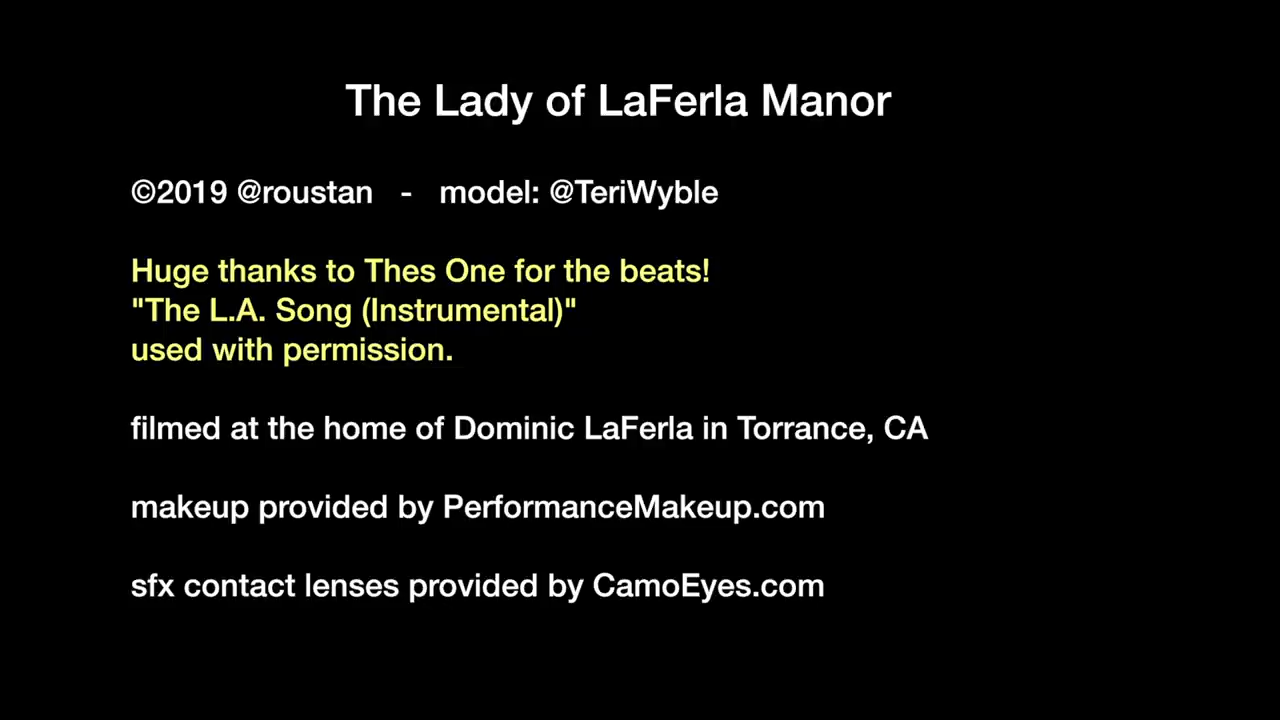 The Lady of LaFerla Manor
©2019 @roustan - model: @TeriWyble
Huge thanks to Thes One for the beats!
"The L.A. Song (Instrumental)"
used with permission.
filmed at the home of Dominic LaFerla in Torrance, CA
makeup provided by PerformanceMakeup.com
sfx contact lenses provided by CamoEyes.com